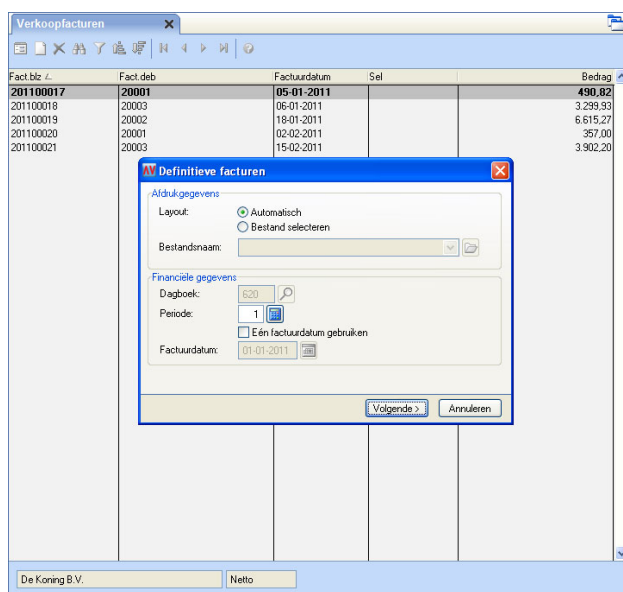 Verkoopfacturen
Fact.blz Fact.deb Factuurdatum Sel Bedrag
201100017 20001 05-01-2011 490,82
201100018 20003 06-01-2011 3.299,93
201100019 20002 18-01-2011 6.615,27
201100020 20001 02-02-2011 357,00
201100021 20003 15-02-2011 3.902,20
AV Definitieve facturen
Afdrukgegevens
Layout: Automatisch
Bestand selecteren
Bestandsnaam:
Financiële gegevens
Dagboek: 620
Periode: 1
Eén factuurdatum gebruiken
Factuurdatum: 01-01-2011
Volgende > Annuleren
De Koning B.V. Netto